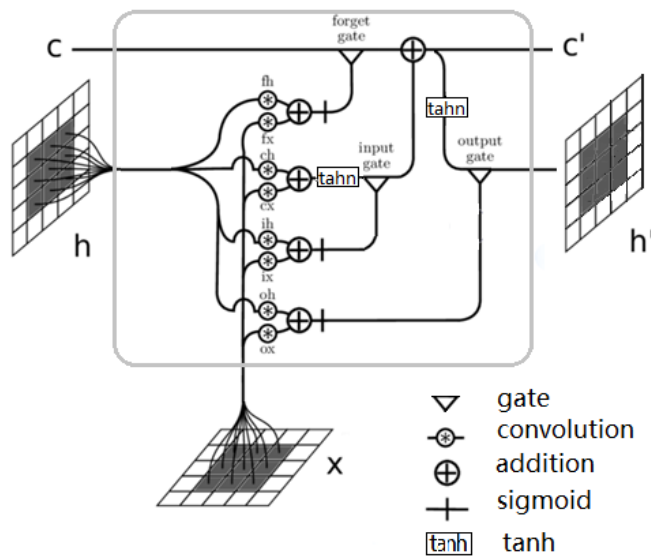 forget
gate
c
c'
fh
fx
tahn
ch
cx
tahn
input
gate
output
gate
h
h'
ih
ix
oh
ox
x
gate
convolution
addition
sigmoid
tanh
tanh